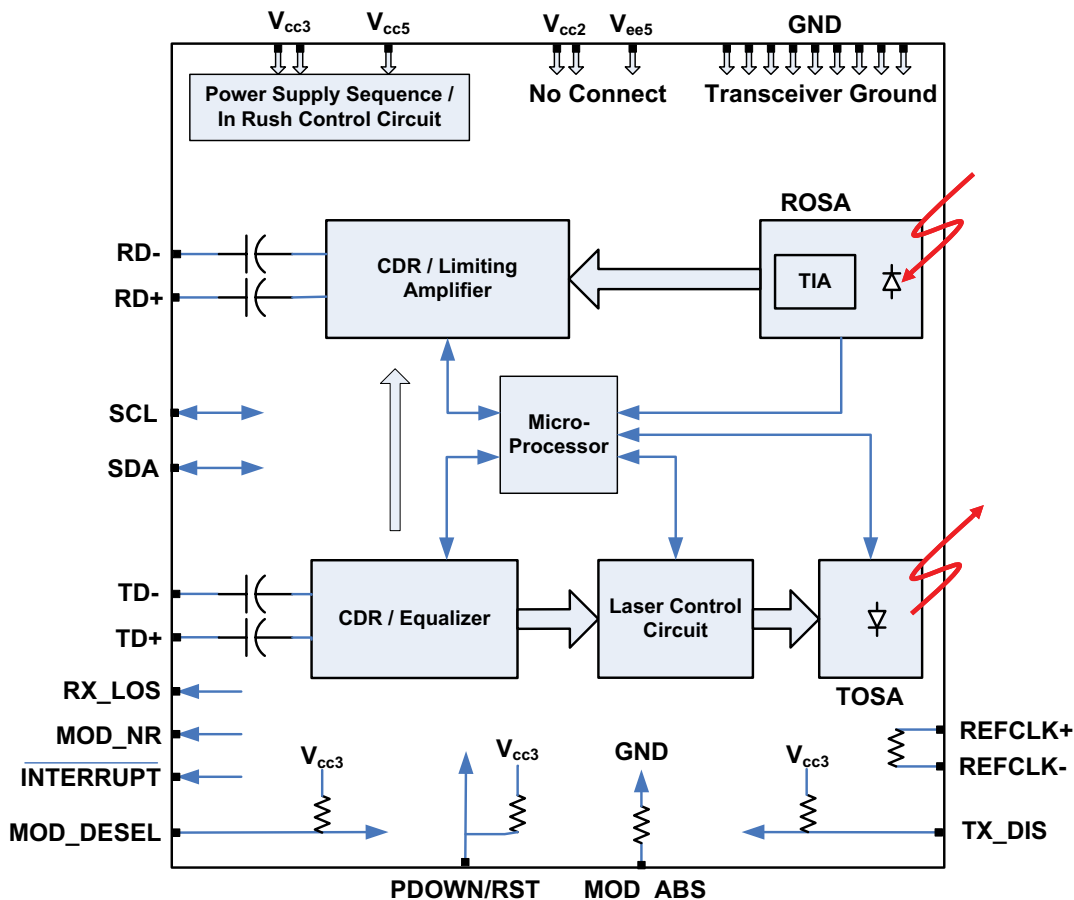 Vcc3
Vcc5
Vcc2
Vee5
GND
Power Supply Sequence /
In Rush Control Circuit
No Connect
Transceiver Ground
ROSA
RD-
RD+
CDR / Limiting
Amplifier
TIA
SCL
SDA
Micro-
Processor
TD-
TD+
CDR / Equalizer
Laser Control
Circuit
TOSA
RX_LOS
MOD_NR
INTERRUPT
MOD_DESEL
Vcc3
Vcc3
GND
Vcc3
REFCLK+
REFCLK-
TX_DIS
PDOWN/RST
MOD_ABS